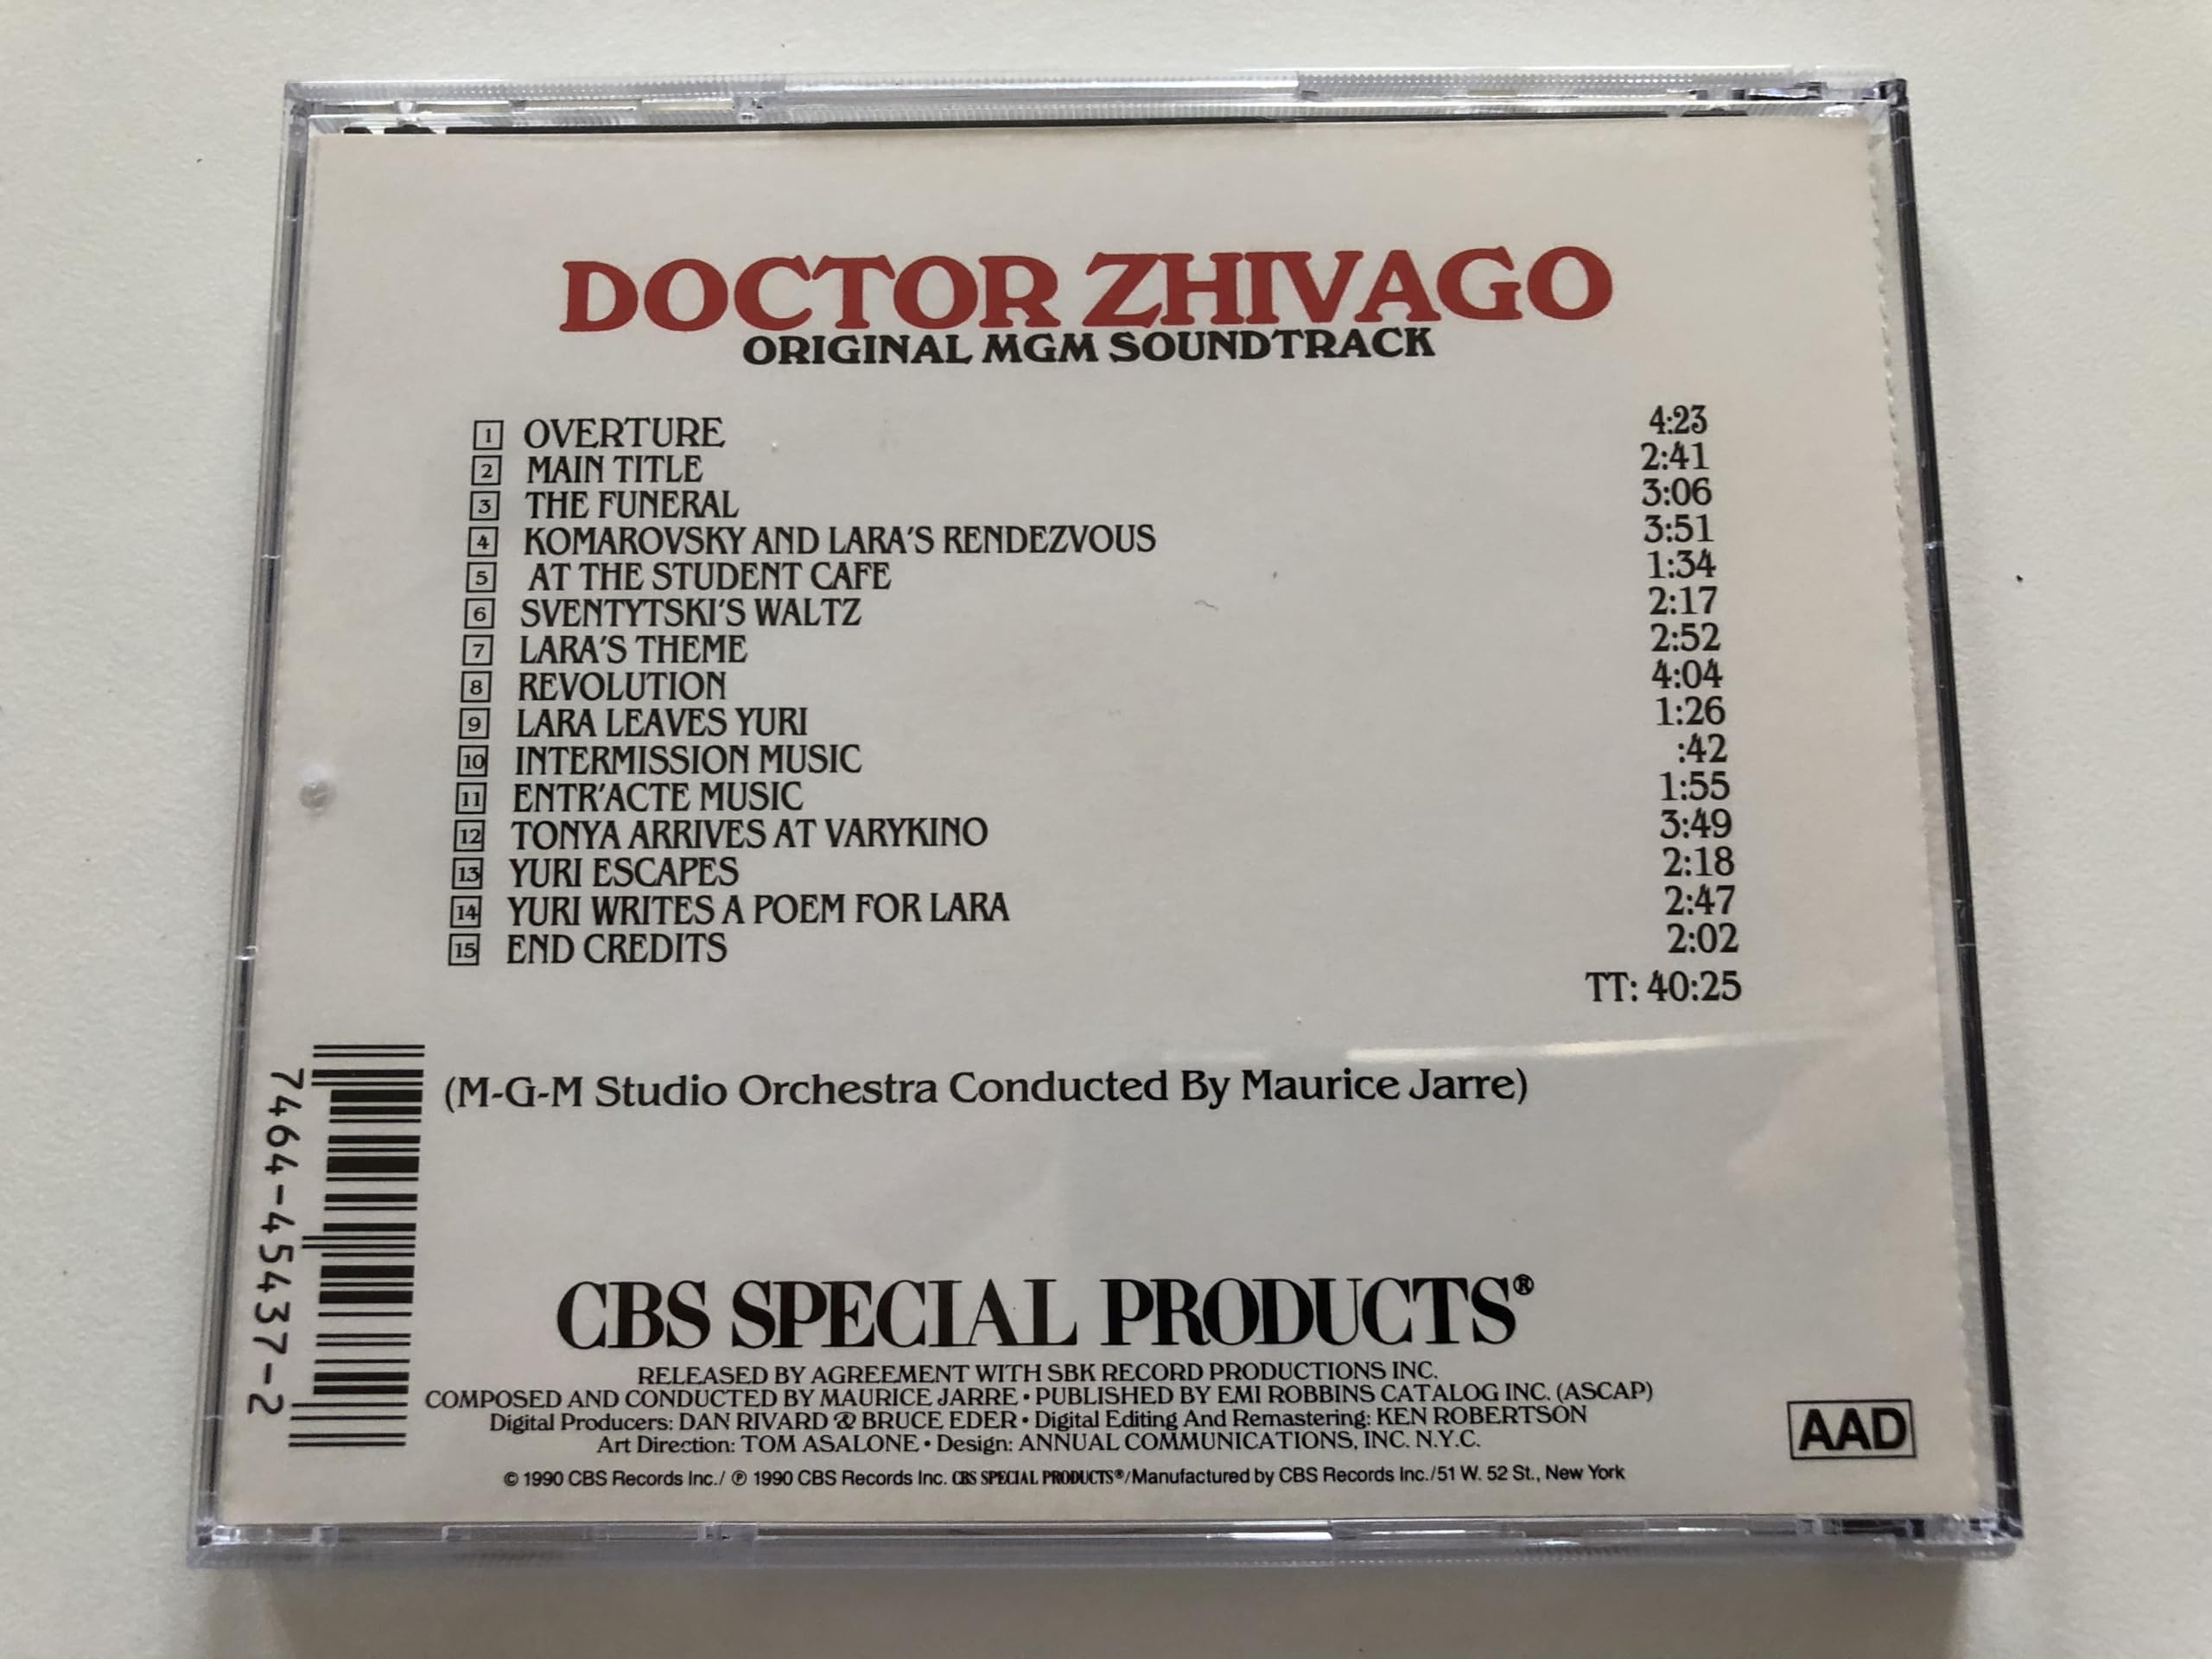 DOCTOR ZHIVAGO
ORIGINAL MGM SOUNDTRACK
1 OVERTURE 4:23
2 MAIN TITLE 2:41
3 THE FUNERAL 3:06
4 KOMAROVSKY AND LARA'S RENDEZVOUS 3:51
5 AT THE STUDENT CAFE 1:34
6 SVENTYTSKI'S WALTZ 2:17
7 LARA'S THEME 2:52
8 REVOLUTION 4:04
9 LARA LEAVES YURI 1:26
10 INTERMISSION MUSIC :42
11 ENTR'ACTE MUSIC 1:55
12 TONYA ARRIVES AT VARYKINO 3:49
13 YURI ESCAPES 2:18
14 YURI WRITES A POEM FOR LARA 2:47
15 END CREDITS 2:02
TT: 40:25
(M-G-M Studio Orchestra Conducted By Maurice Jarre)
7464-45437-2
CBS SPECIAL PRODUCTS®
RELEASED BY AGREEMENT WITH SBK RECORD PRODUCTIONS INC.
COMPOSED AND CONDUCTED BY MAURICE JARRE • PUBLISHED BY EMI ROBBINS CATALOG INC. (ASCAP)
Digital Producers: DAN RIVARD & BRUCE EDER • Digital Editing And Remastering: KEN ROBERTSON
Art Direction: TOM ASALONE • Design: ANNUAL COMMUNICATIONS, INC. N.Y.C.
AAD
© 1990 CBS Records Inc./ ℗ 1990 CBS Records Inc. CBS SPECIAL PRODUCTS®/Manufactured by CBS Records Inc./51 W. 52 St., New York